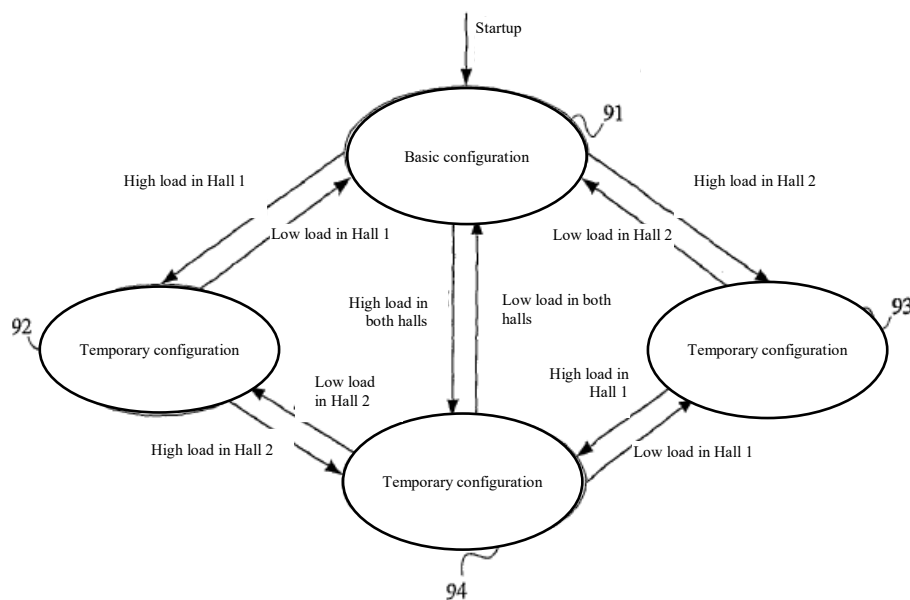 Startup
91
Basic configuration
High load in Hall 1
High load in Hall 2
Low load in Hall 1
Low load in Hall 2
High load in
both halls
Low load in both
halls
92
Temporary configuration
93
Temporary configuration
Low load
in Hall 2
High load in
Hall 1
High load in Hall 2
Low load in Hall 1
Temporary configuration
94